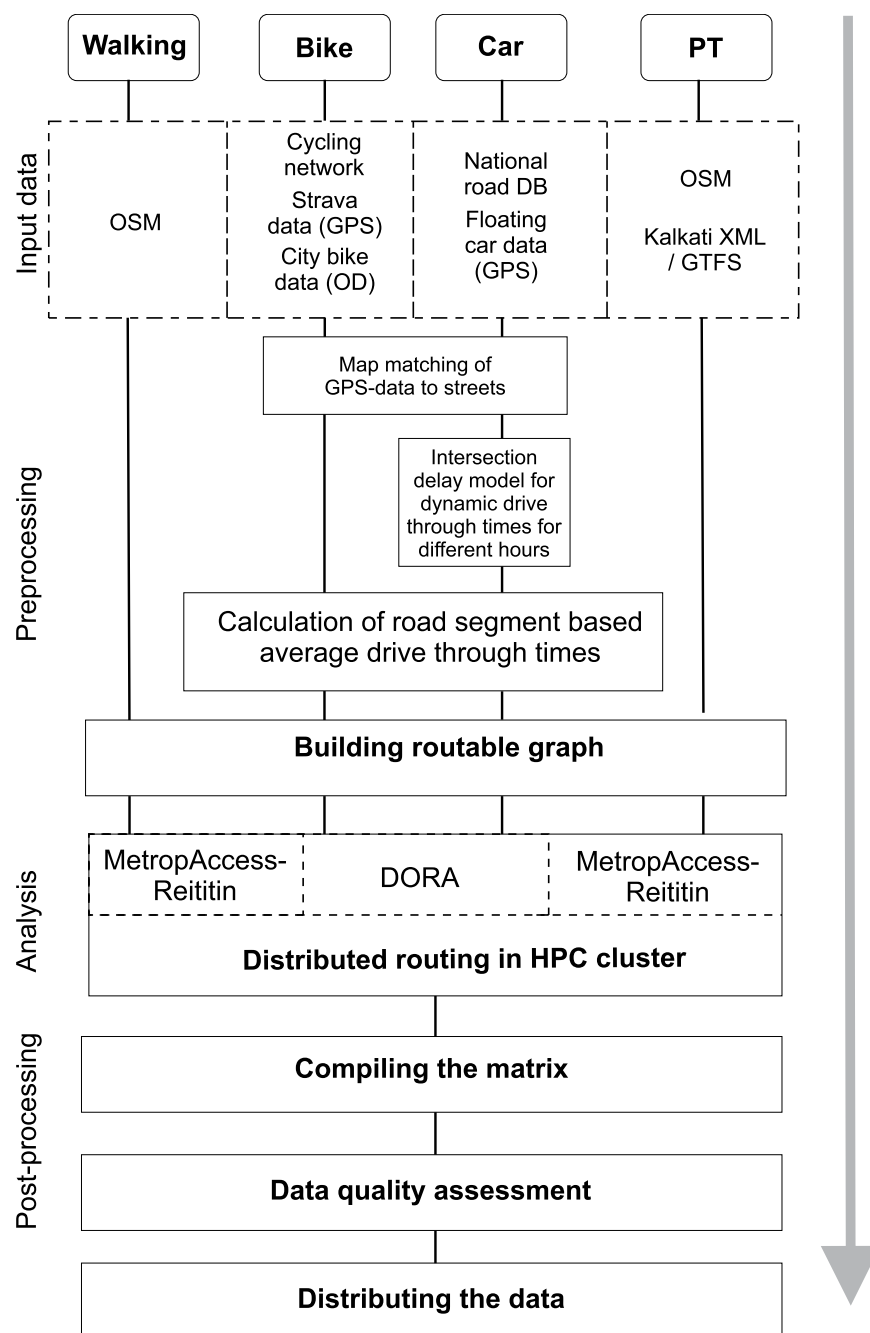 Walking
Bike
Car
PT
Input data
OSM
Cycling
network
Strava
data (GPS)
City bike
data (OD)
National
road DB
Floating
car data
(GPS)
OSM
Kalkati XML
/ GTFS
Preprocessing
Map matching of
GPS-data to streets
Intersection
delay model for
dynamic drive
through times for
different hours
Calculation of road segment based
average drive through times
Building routable graph
Analysis
MetropAccess-
Reititin
DORA
MetropAccess-
Reititin
Distributed routing in HPC cluster
Post-processing
Compiling the matrix
Data quality assessment
Distributing the data